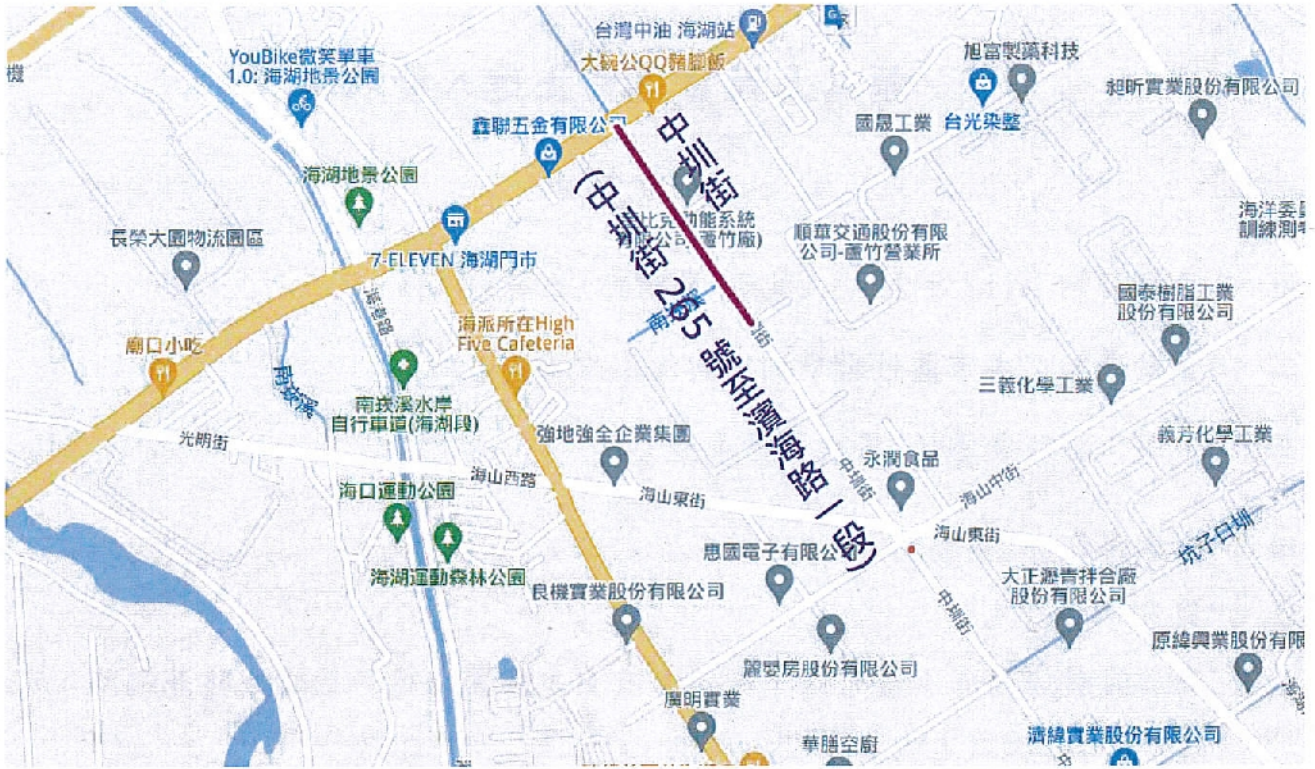 台灣中油 海湖站
YouBike微笑單車
1.0: 海湖地景公園
機
大碗公QQ豬腳飯
旭富製藥科技
昶昕實業股份有限公司
鑫聯五金有限公司
國晟工業
台光染整
中圳街
(中圳街 265 號至濱海路一段)
海湖地景公園
比克動能系統
有限公司(蘆竹廠)
順華交通股份有限
公司-蘆竹營業所
海洋委員
訓練測考
長榮大園物流園區
7-ELEVEN 海湖門市
國泰樹脂工業
股份有限公司
海派所在High
Five Cafeteria
廟口小吃
南崁溪
三義化學工業
南崁溪水岸
自行車道(海湖段)
光明街
強地強全企業集團
義芳化學工業
永潤食品
中圳街
海山西路
海山東街
海山中街
海口運動公園
海山東街
坑子口圳
惠國電子有限公司
海湖運動森林公園
大正瀝青拌合廠
股份有限公司
良機實業股份有限公司
中圳街
麗嬰房股份有限公司
原緯興業股份有限
廣明實業
華膳空廚
濟緯實業股份有限公司